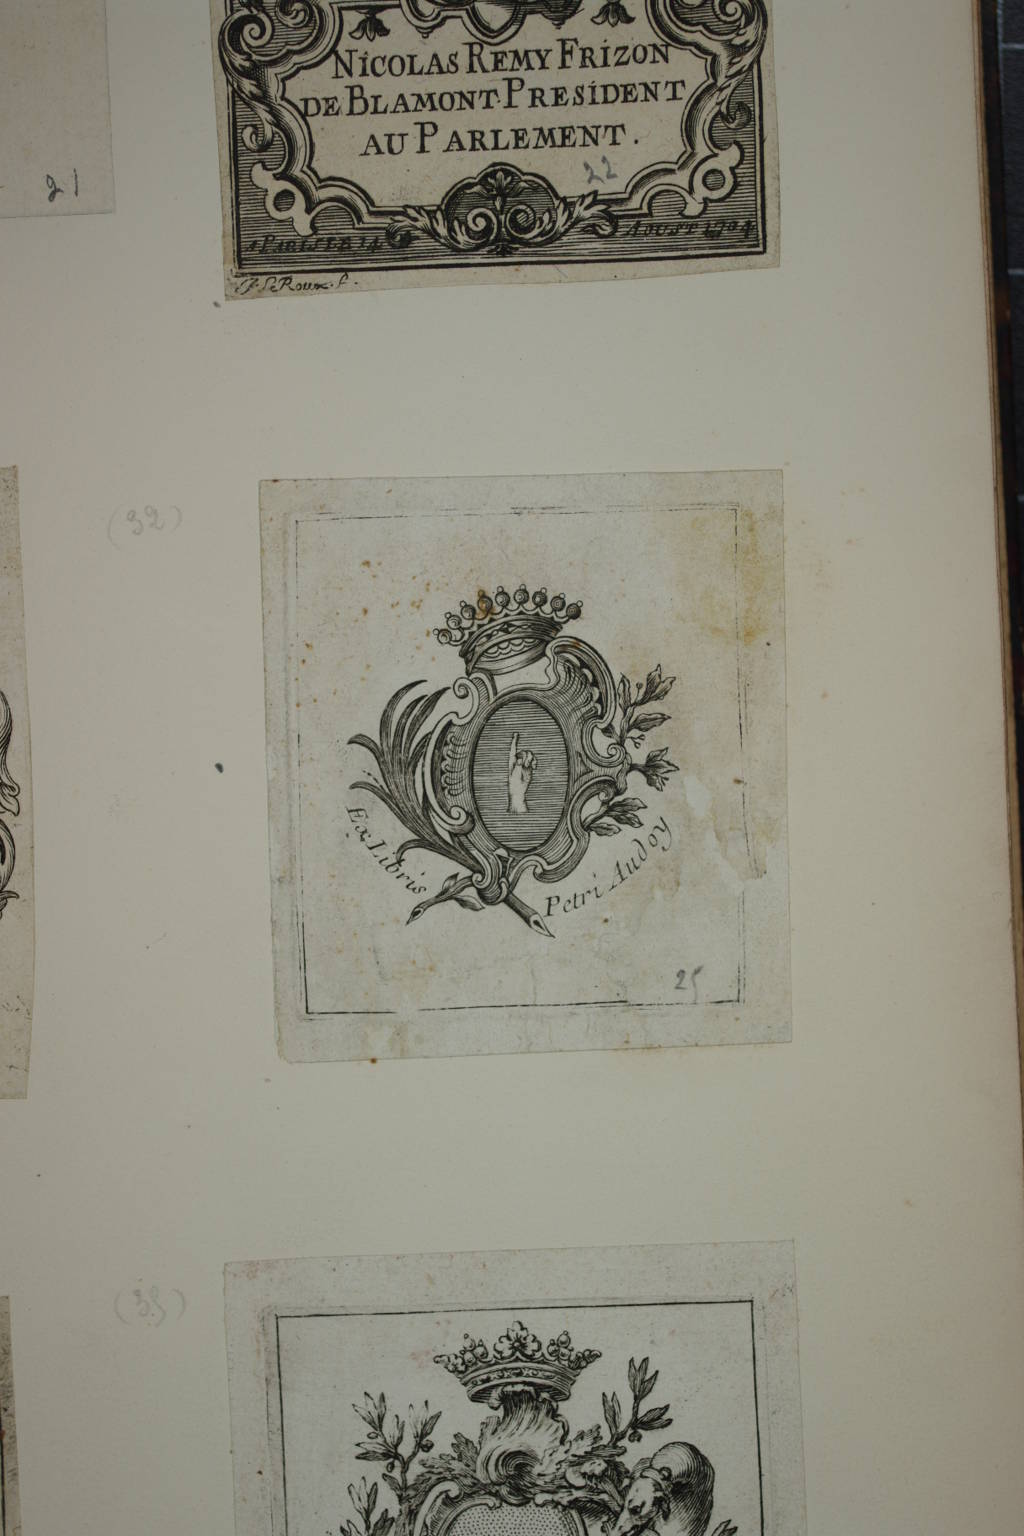 NICOLAS REMY FRIZON
DE BLAMONT PRESIDENT
AU PARLEMENT.
22
21
A PARIS LE 14
AOUST 1704
J. le Roux. f.
(32)
Ex Libris
Petri Audoy
25
(33)